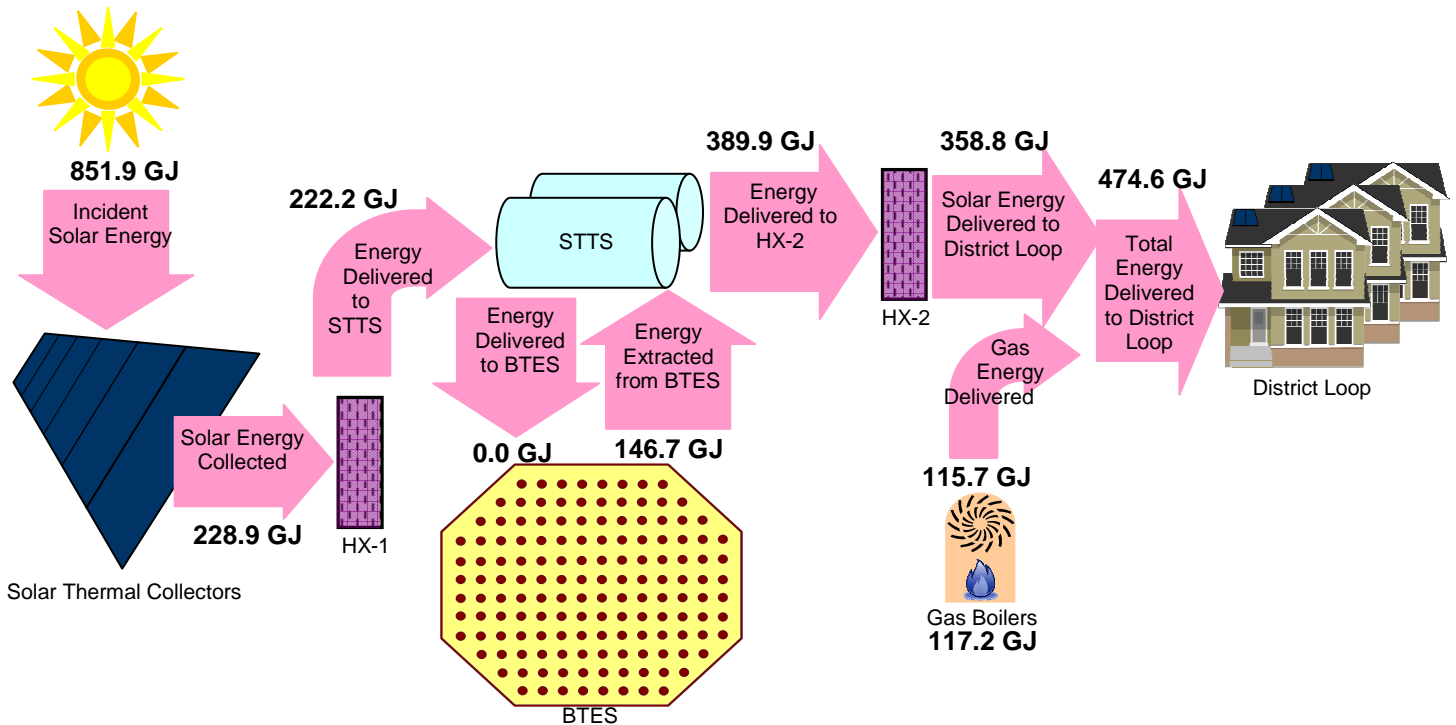 851.9 GJ
Incident
Solar Energy
Solar Thermal Collectors
Solar Energy
Collected
228.9 GJ
HX-1
222.2 GJ
Energy
Delivered
to
STTS
STTS
Energy
Delivered
to BTES
0.0 GJ
Energy
Extracted
from BTES
146.7 GJ
BTES
389.9 GJ
Energy
Delivered to
HX-2
HX-2
358.8 GJ
Solar Energy
Delivered to
District Loop
Gas
Energy
Delivered
115.7 GJ
Gas Boilers
117.2 GJ
474.6 GJ
Total
Energy
Delivered
to District
Loop
District Loop